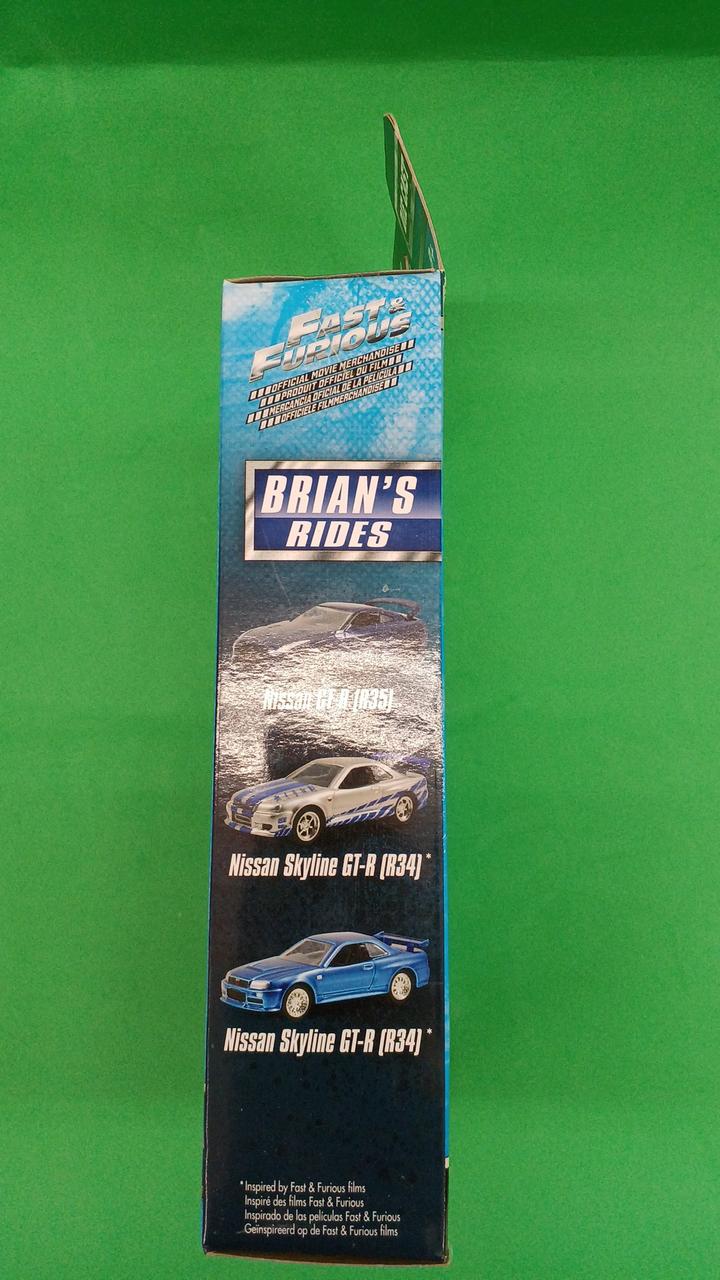 FAST &
FURIOUS
OFFICIAL MOVIE MERCHANDISE
PRODUIT OFFICIEL DU FILM
MERCANCIA OFICIAL DE LA PELÍCULA
OFFICIËLE FILMMERCHANDISE
BRIAN'S
RIDES
Nissan GT-R (R35)
Nissan Skyline GT-R (R34)*
Nissan Skyline GT-R (R34)*
*Inspired by Fast & Furious films
Inspiré des films Fast & Furious
Inspirado de las películas Fast & Furious
Geïnspireerd op de Fast & Furious films